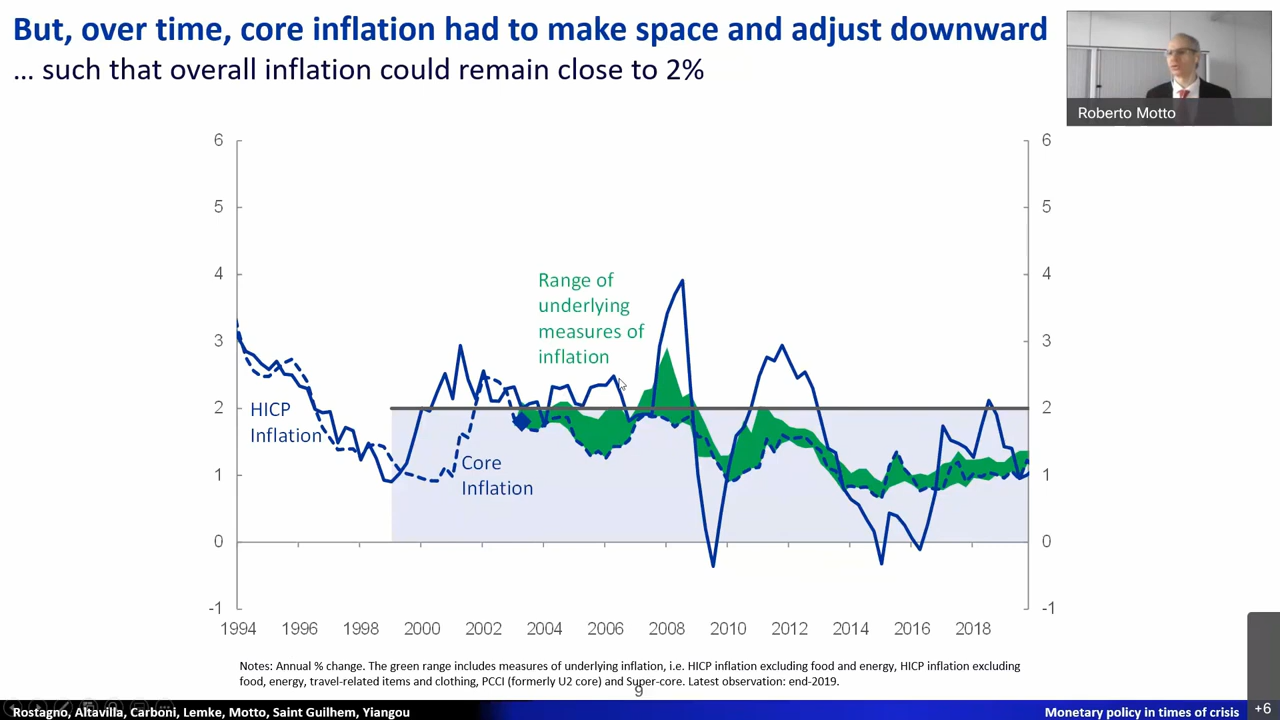 But, over time, core inflation had to make space and adjust downward
… such that overall inflation could remain close to 2%
Roberto Motto
6
6
5
5
4
4
3
3
2
2
1
1
0
0
-1
-1
Range of
underlying
measures of
inflation
HICP
Inflation
Core
Inflation
1994
1996
1998
2000
2002
2004
2006
2008
2010
2012
2014
2016
2018
Notes: Annual % change. The green range includes measures of underlying inflation, i.e. HICP inflation excluding food and energy, HICP inflation excluding
food, energy, travel-related items and clothing, PCCI (formerly U2 core) and Super-core. Latest observation: end-2019.
9
Rostagno, Altavilla, Carboni, Lemke, Motto, Saint Guilhem, Yiangou
Monetary policy in times of crisis
+6